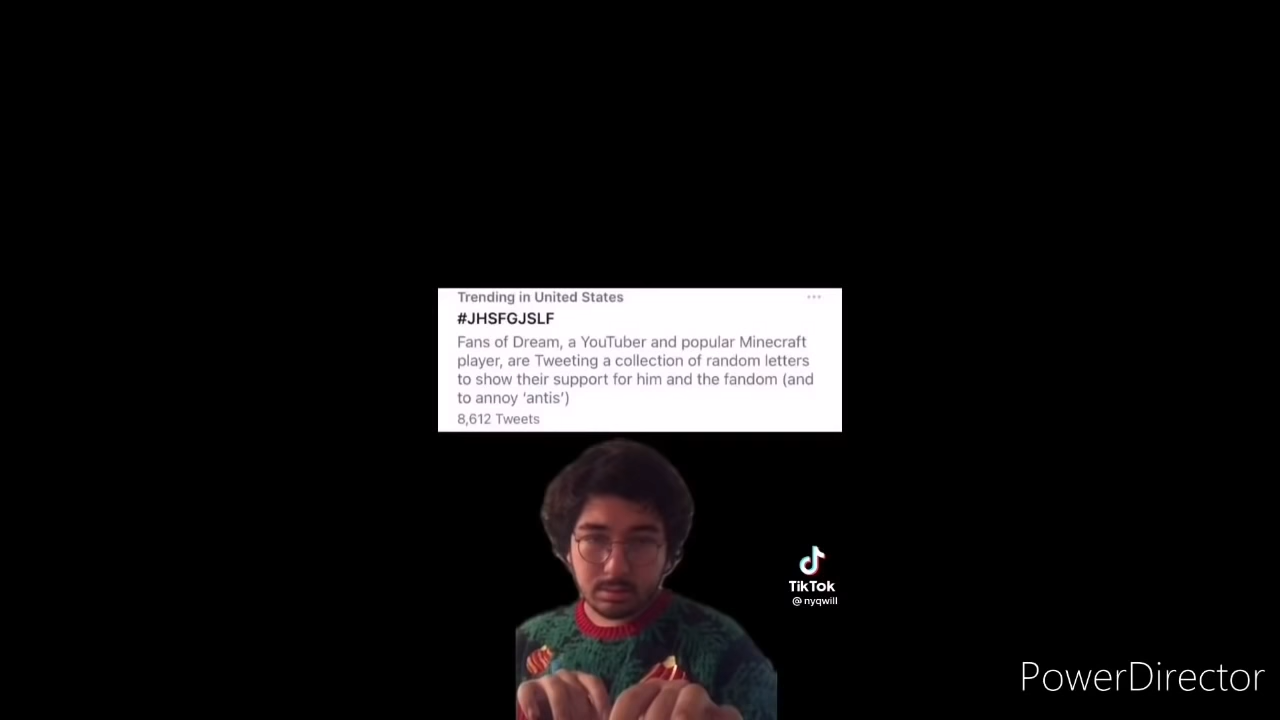 Trending in United States
#JHSFGJSLF
Fans of Dream, a YouTuber and popular Minecraft
player, are Tweeting a collection of random letters
to show their support for him and the fandom (and
to annoy ‘antis’)
8,612 Tweets
TikTok
@nyqwill
PowerDirector